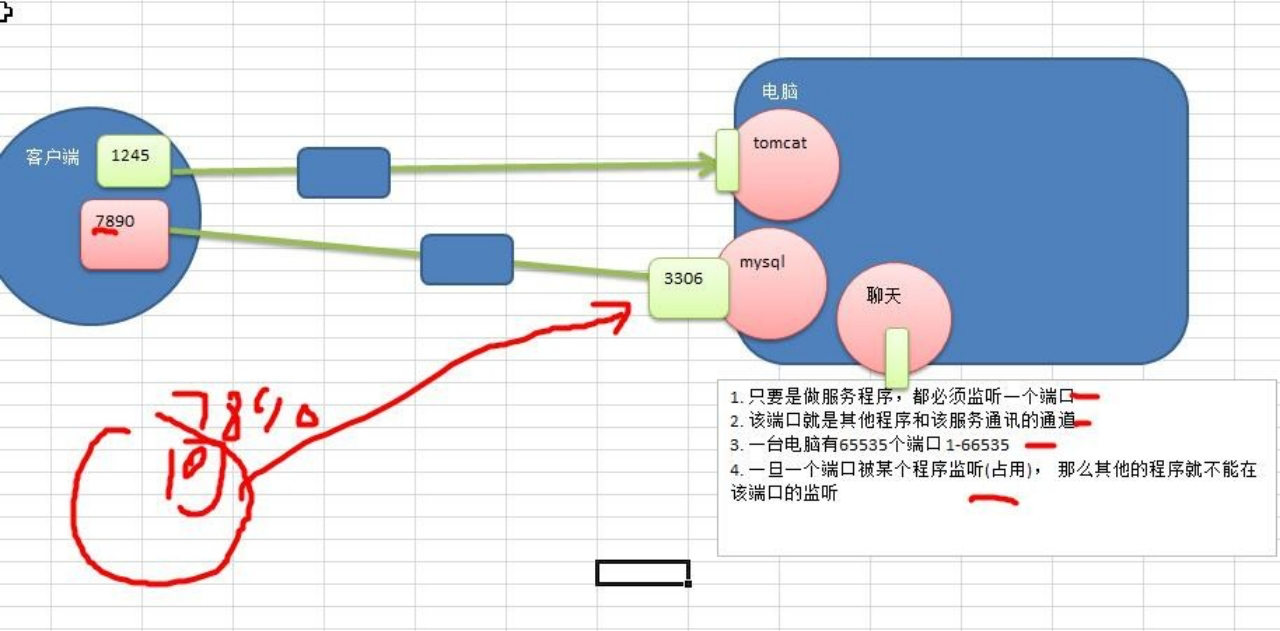 电脑
tomcat
客户端
1245
7890
mysql
3306
聊天
7890
1. 只要是做服务程序，都必须监听一个端口
2. 该端口就是其他程序和该服务通讯的通道
3. 一台电脑有65535个端口 1-66535
4. 一旦一个端口被某个程序监听(占用)， 那么其他的程序就不能在
该端口的监听